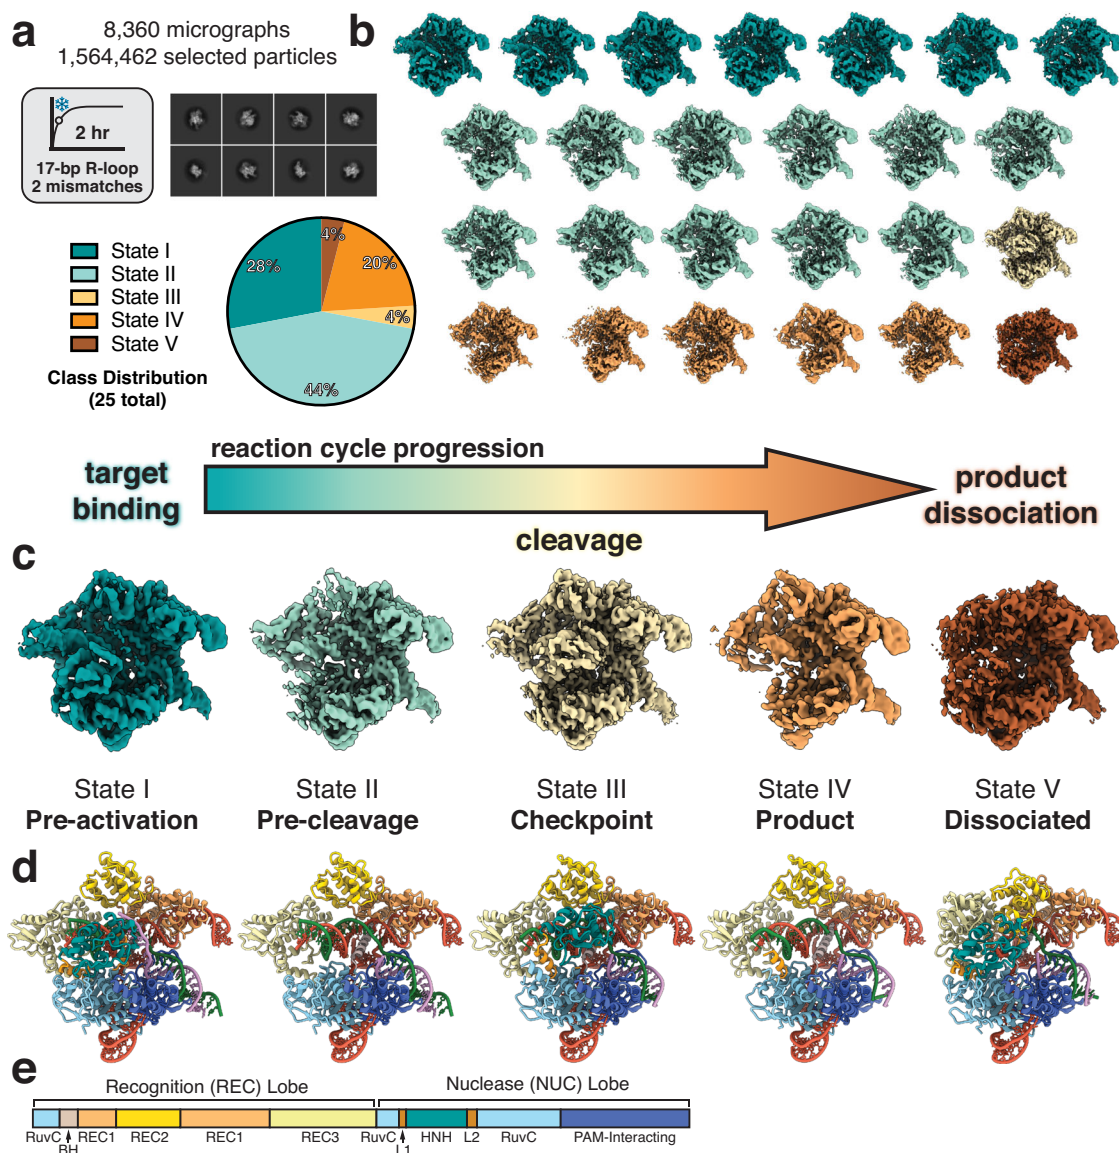 a
8,360 micrographs
1,564,462 selected particles
b
2 hr
17-bp R-loop
2 mismatches
State I
State II
State III
State IV
State V
Class Distribution
(25 total)
4%
28%
20%
4%
44%
reaction cycle progression
target
binding
product
dissociation
cleavage
c
State I
Pre-activation
State II
Pre-cleavage
State III
Checkpoint
State IV
Product
State V
Dissociated
d
e
Recognition (REC) Lobe
Nuclease (NUC) Lobe
RuvC
BH
REC1
REC2
REC1
REC3
RuvC
L1
HNH
L2
RuvC
PAM-Interacting